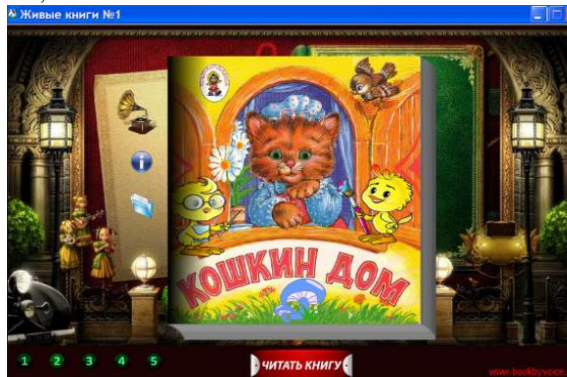 Живые книги №1
КОШКИН ДОМ
1 2 3 4 5
ЧИТАТЬ КНИГУ
www.bookbyvoice.